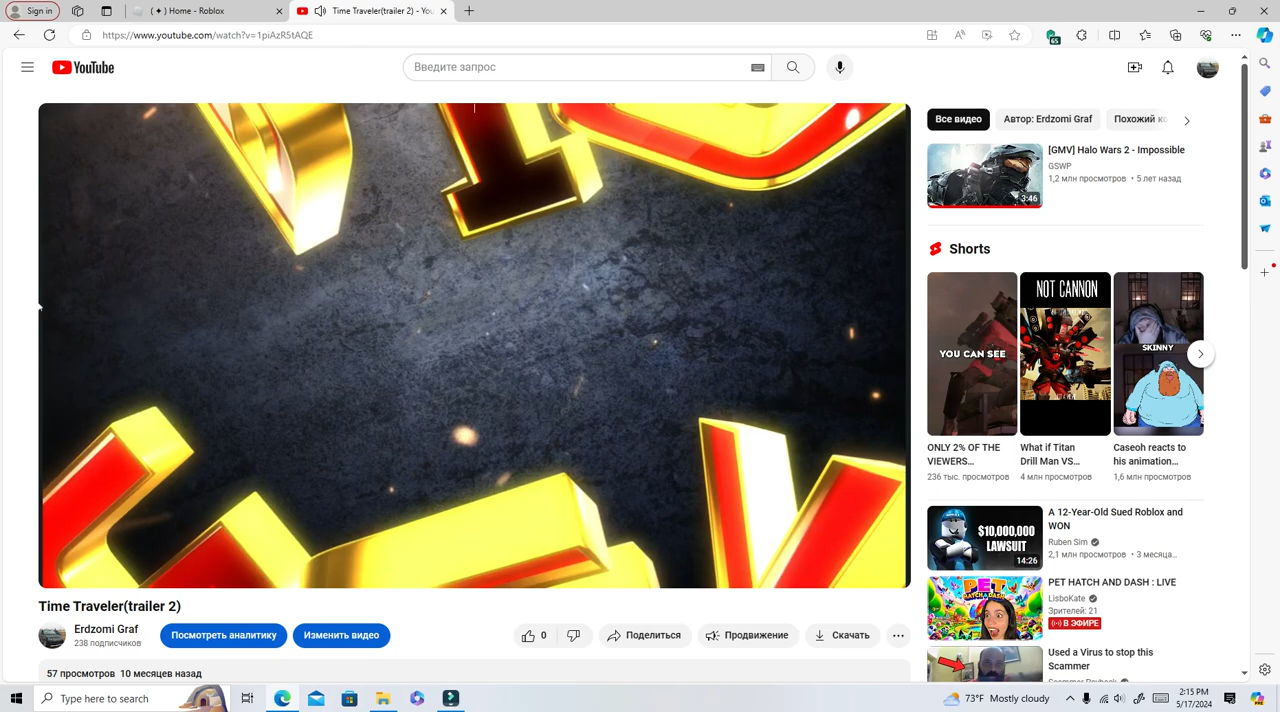 Sign in
( ✦ ) Home - Roblox
Time Traveler(trailer 2) - YouT
https://www.youtube.com/watch?v=1piAzR5tAQE
65
YouTube
Введите запрос
Все видео
Автор: Erdzomi Graf
Похожий ко
[GMV] Halo Wars 2 - Impossible
GSWP
1,2 млн просмотров • 5 лет назад
3:46
Shorts
YOU CAN SEE
NOT CANNON
SKINNY
ONLY 2% OF THE VIEWERS…
236 тыс. просмотров
What if Titan Drill Man VS…
4 млн просмотров
Caseoh reacts to his animation…
1,6 млн просмотров
$10,000,000
LAWSUIT
14:26
A 12-Year-Old Sued Roblox and
WON
Ruben Sim
2,1 млн просмотров • 3 месяца…
PET
HATCH AND DASH
PET HATCH AND DASH : LIVE
LisboKate
Зрителей: 21
В ЭФИРЕ
Used a Virus to stop this
Scammer
Time Traveler(trailer 2)
Erdzomi Graf
238 подписчиков
Посмотреть аналитику
Изменить видео
0
Поделиться
Продвижение
Скачать
57 просмотров 10 месяцев назад
Type here to search
73°F Mostly cloudy
2:15 PM
5/17/2024